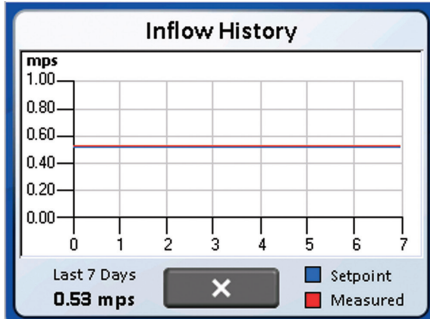 Inflow History
mps
1.00
0.80
0.60
0.40
0.20
0.00
0 1 2 3 4 5 6 7
Last 7 Days
0.53 mps
Setpoint
Measured